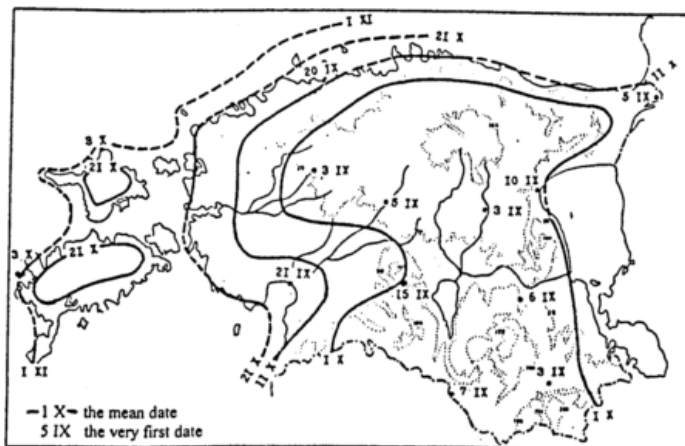 1 XI
21 X
20 IX
11 X
5 IX
8 X
21 X
3 IX
10 IX
5 IX
3 IX
3 X
21 X
21 IX
15 IX
6 IX
1 XI
21 X
11 X
1 X
7 IX
3 IX
1 X
–1 X– the mean date
5 IX the very first date